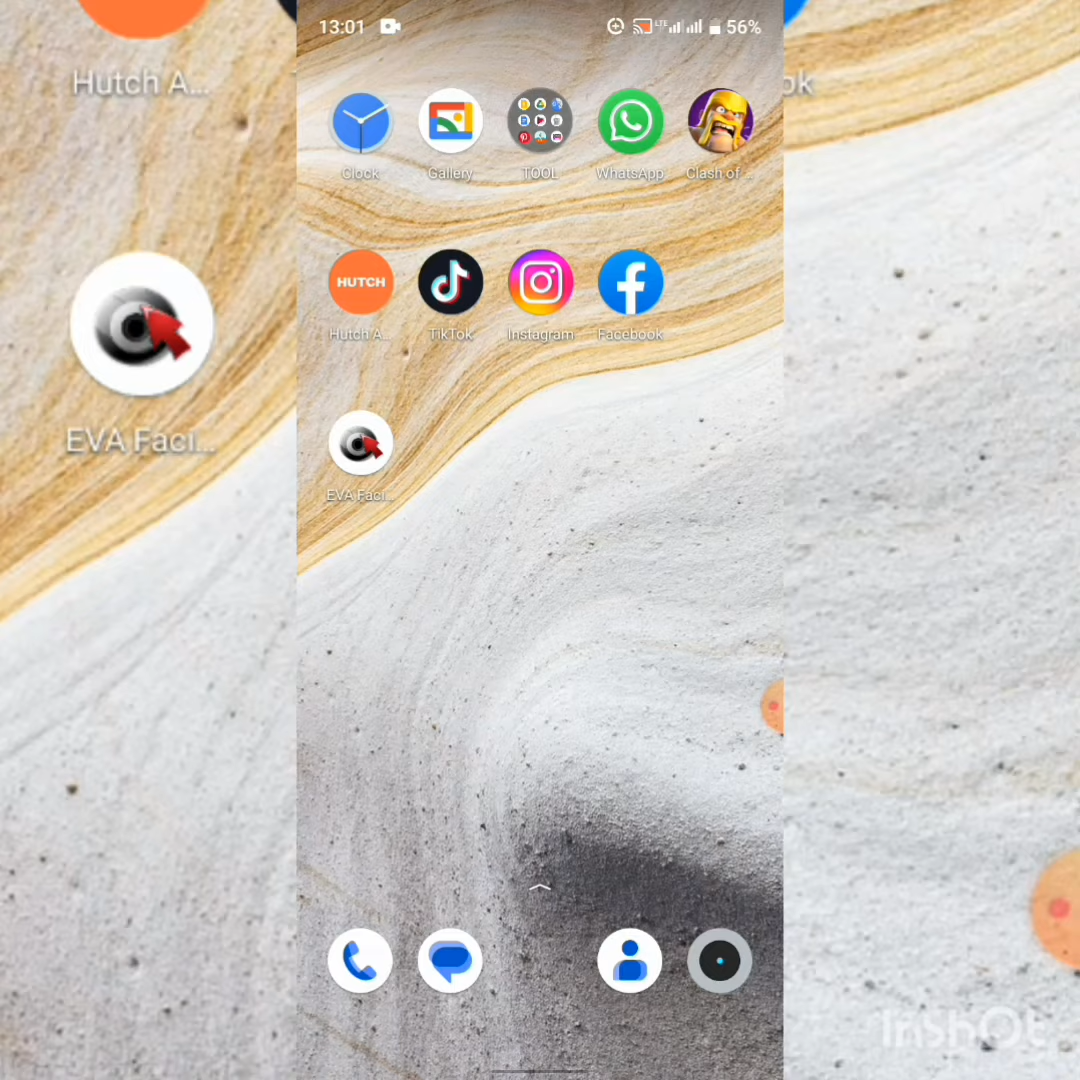 13:01 LTE 56%
Clock Gallery TOOL WhatsApp Clash of ...
HUTCH
Hutch A... TikTok Instagram Facebook
EVA Faci...
Hutch A...
EVA Faci...
ok
InshOt